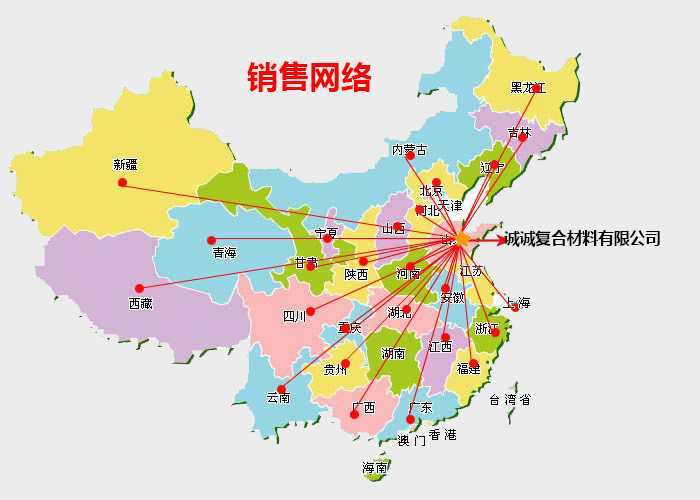 销售网络
黑龙江
吉林
内蒙古
辽宁
新疆
北京
天津
河北
山西
宁夏
山东
诚诚复合材料有限公司
青海
甘肃
陕西
河南
江苏
西藏
安徽
上海
四川
湖北
重庆
浙江
江西
湖南
贵州
福建
云南
台湾省
广西
广东
香港
澳门
海南